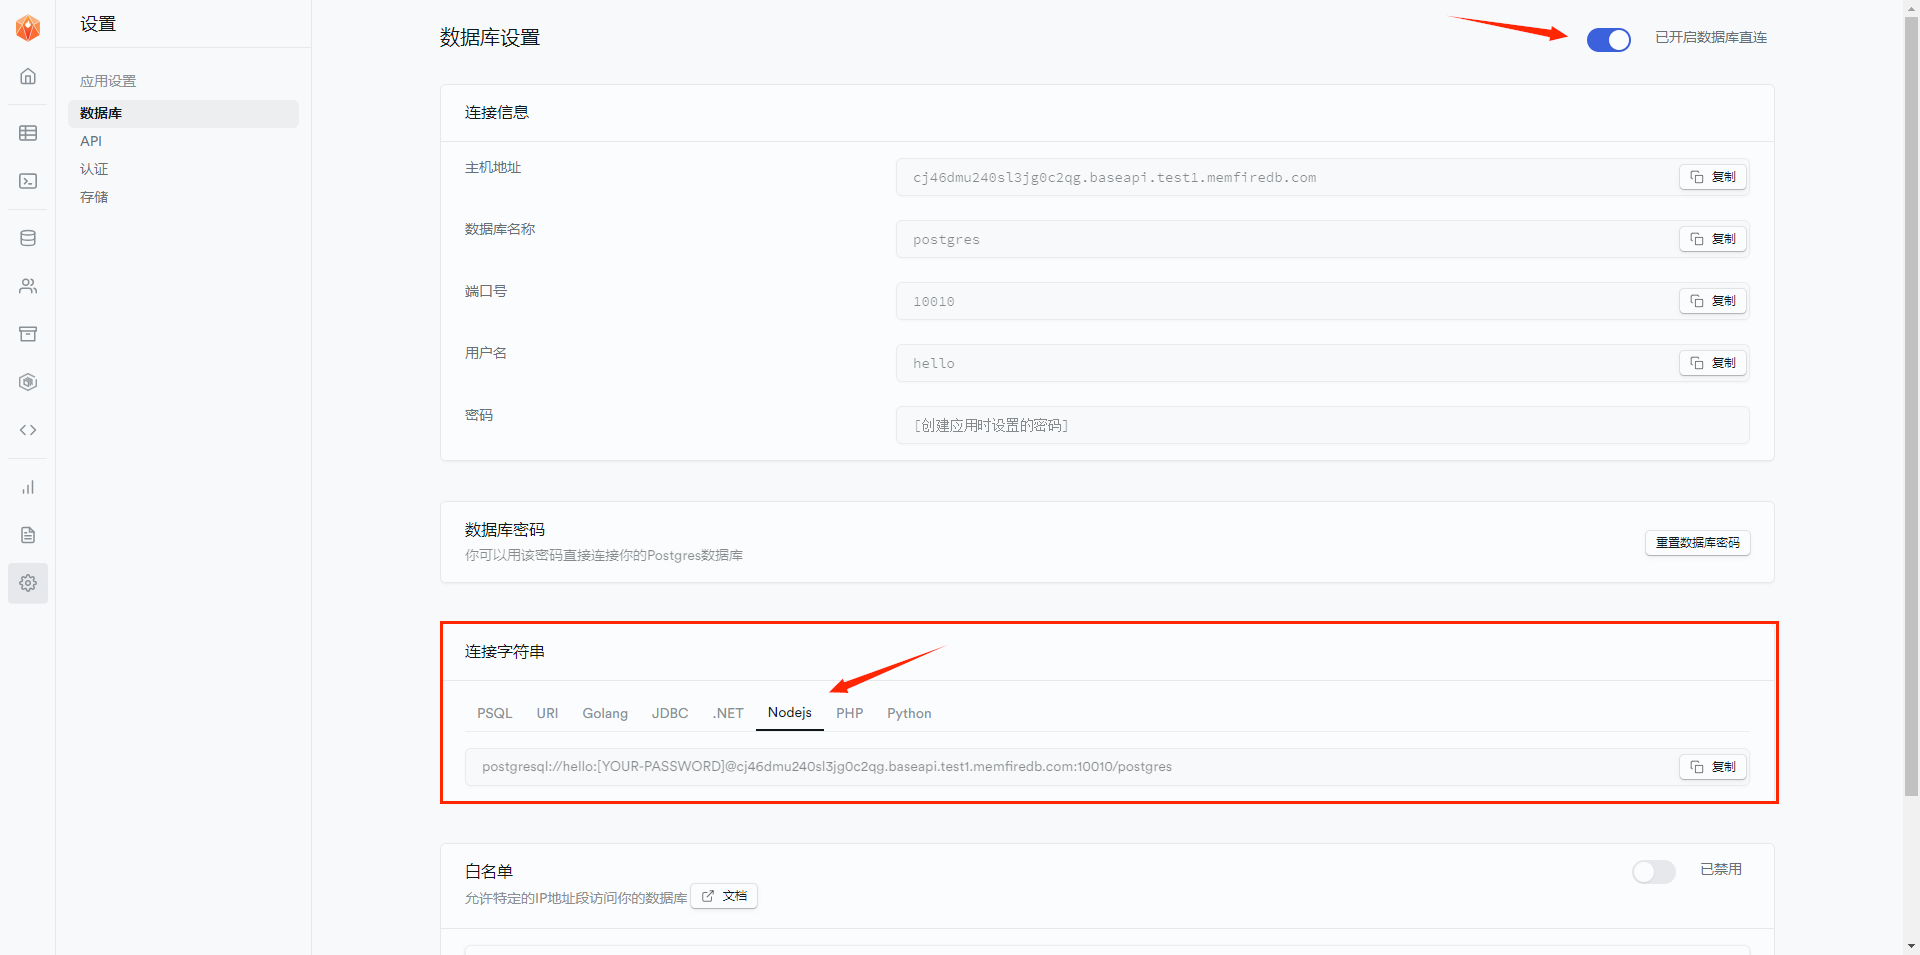 设置
应用设置
数据库
API
认证
存储
数据库设置
已开启数据库直连
连接信息
主机地址
cj46dmu240sl3jg0c2qg.baseapi.test1.memfiredb.com
复制
数据库名称
postgres
复制
端口号
10010
复制
用户名
hello
复制
密码
[创建应用时设置的密码]
数据库密码
你可以用该密码直接连接你的Postgres数据库
重置数据库密码
连接字符串
PSQL URI Golang JDBC .NET Nodejs PHP Python
postgresql://hello:[YOUR-PASSWORD]@cj46dmu240sl3jg0c2qg.baseapi.test1.memfiredb.com:10010/postgres
复制
白名单
允许特定的IP地址段访问你的数据库
文档
已禁用